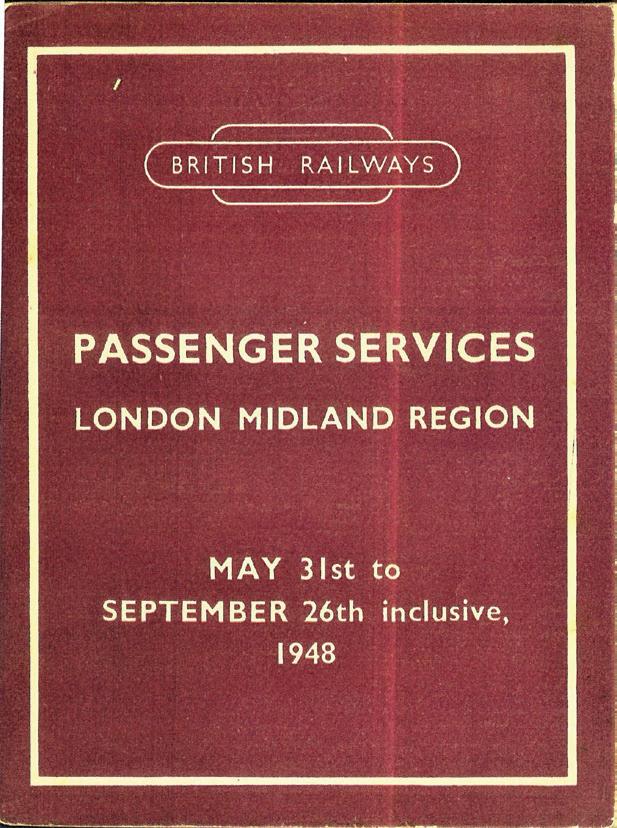 BRITISH RAILWAYS
PASSENGER SERVICES
LONDON MIDLAND REGION
MAY 31st to
SEPTEMBER 26th inclusive,
1948